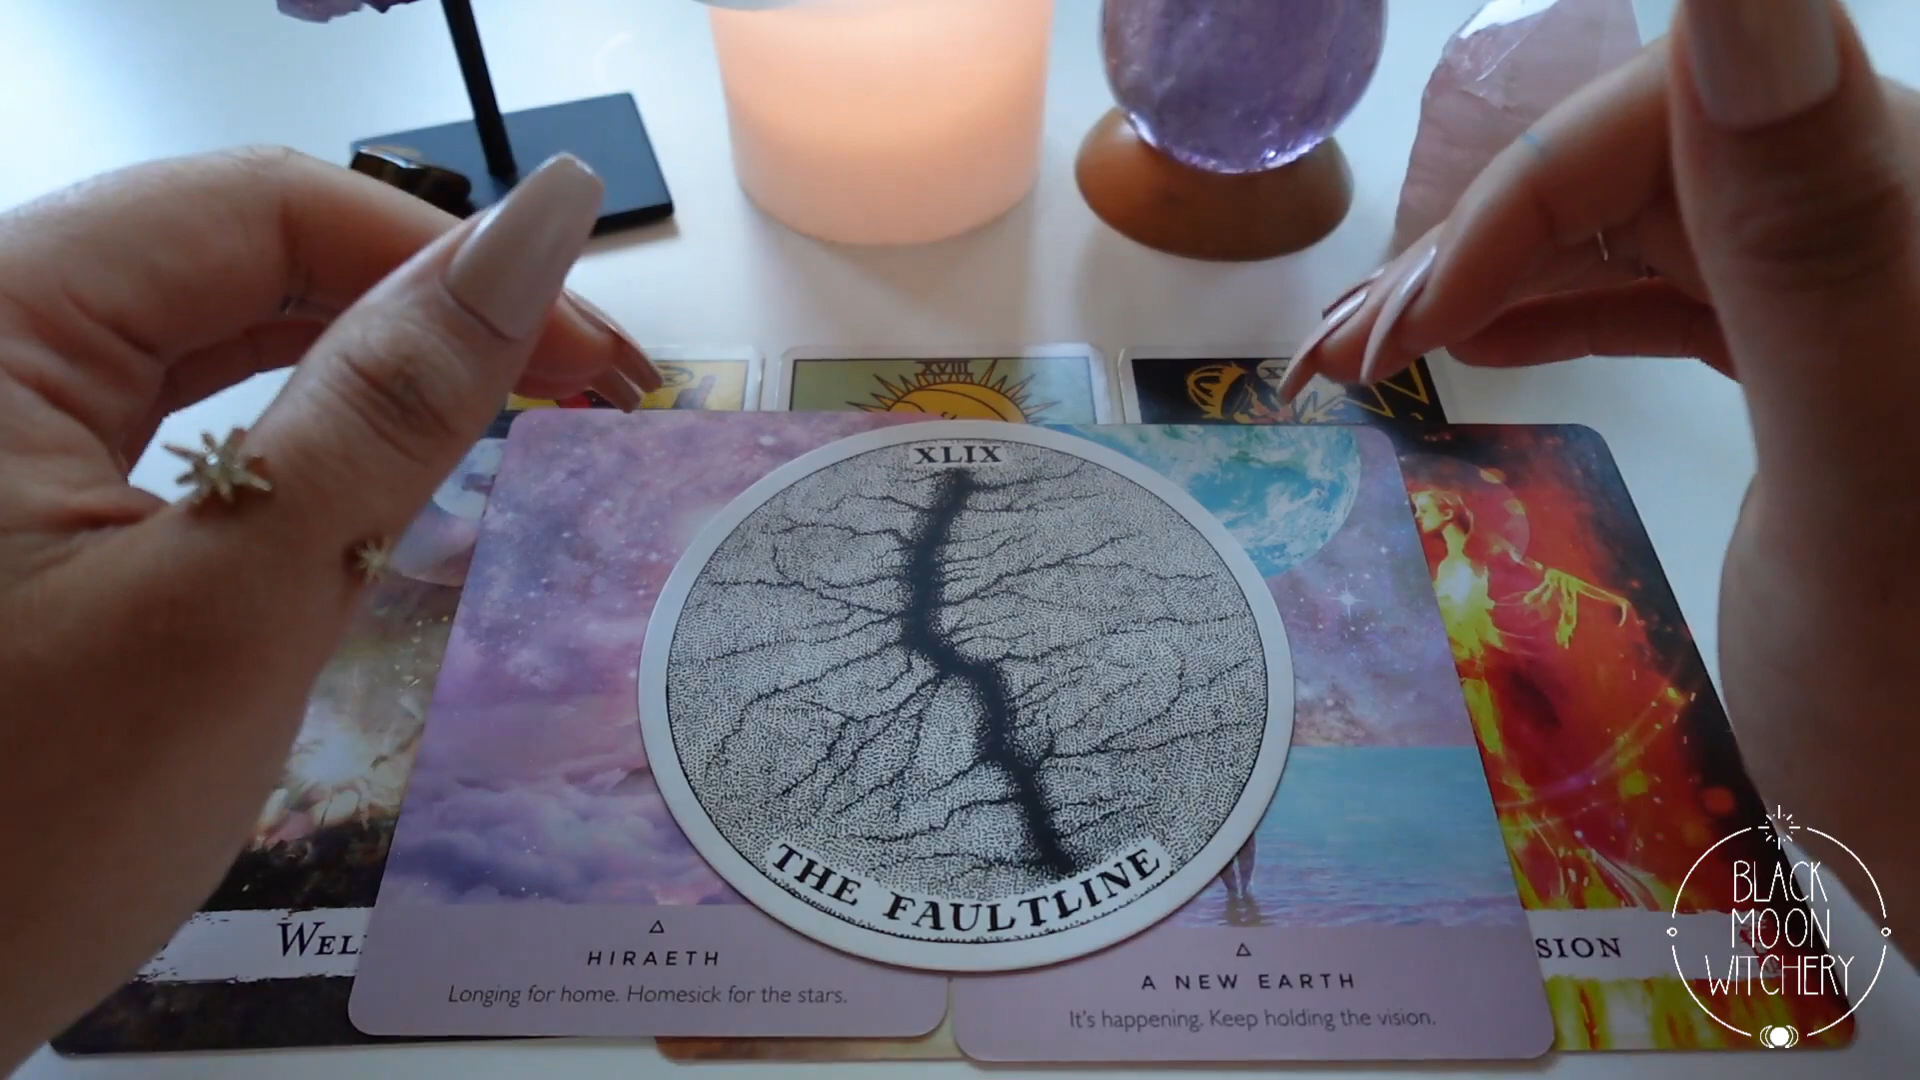 XVIII
XLIX
THE FAULTLINE
WEL
HIRAETH
Longing for home. Homesick for the stars.
A NEW EARTH
It's happening. Keep holding the vision.
SION
BLACK
MOON
WITCHERY